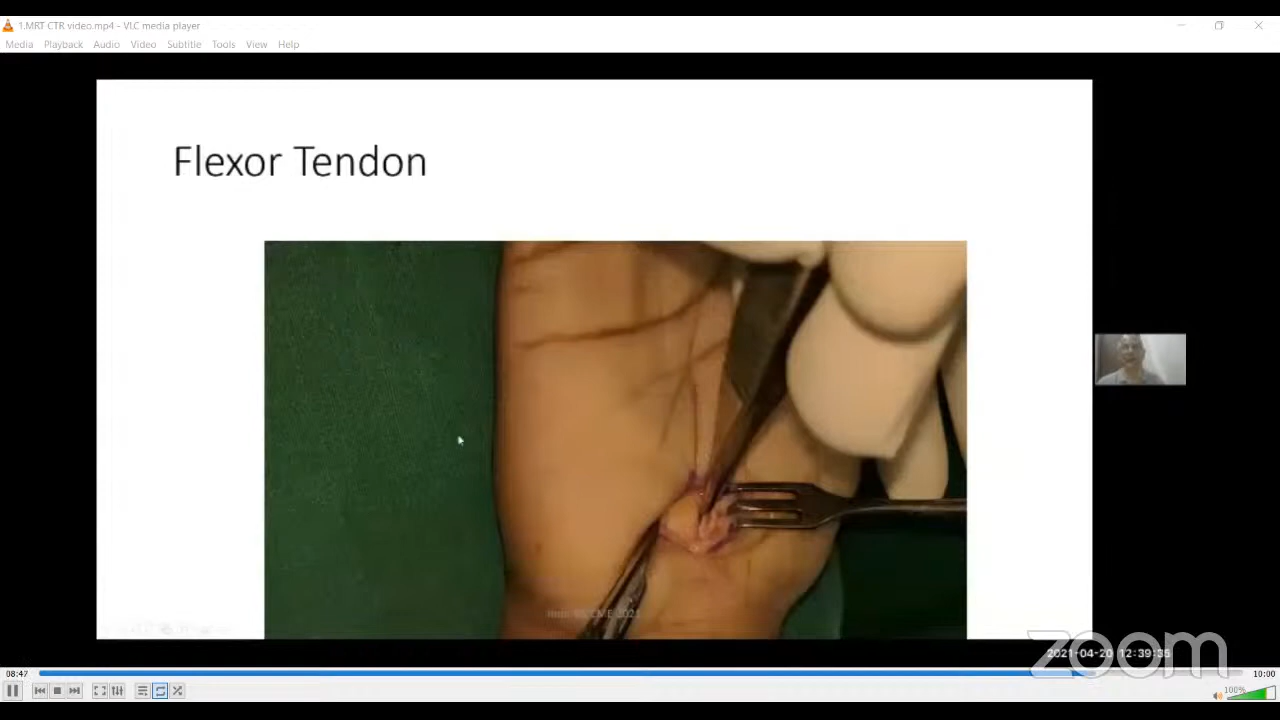 1.MRT CTR video.mp4 - VLC media player
Media Playback Audio Video Subtitle Tools View Help
Flexor Tendon
2021-04-20 12:39:35
zoom
08:47
10:00
100%